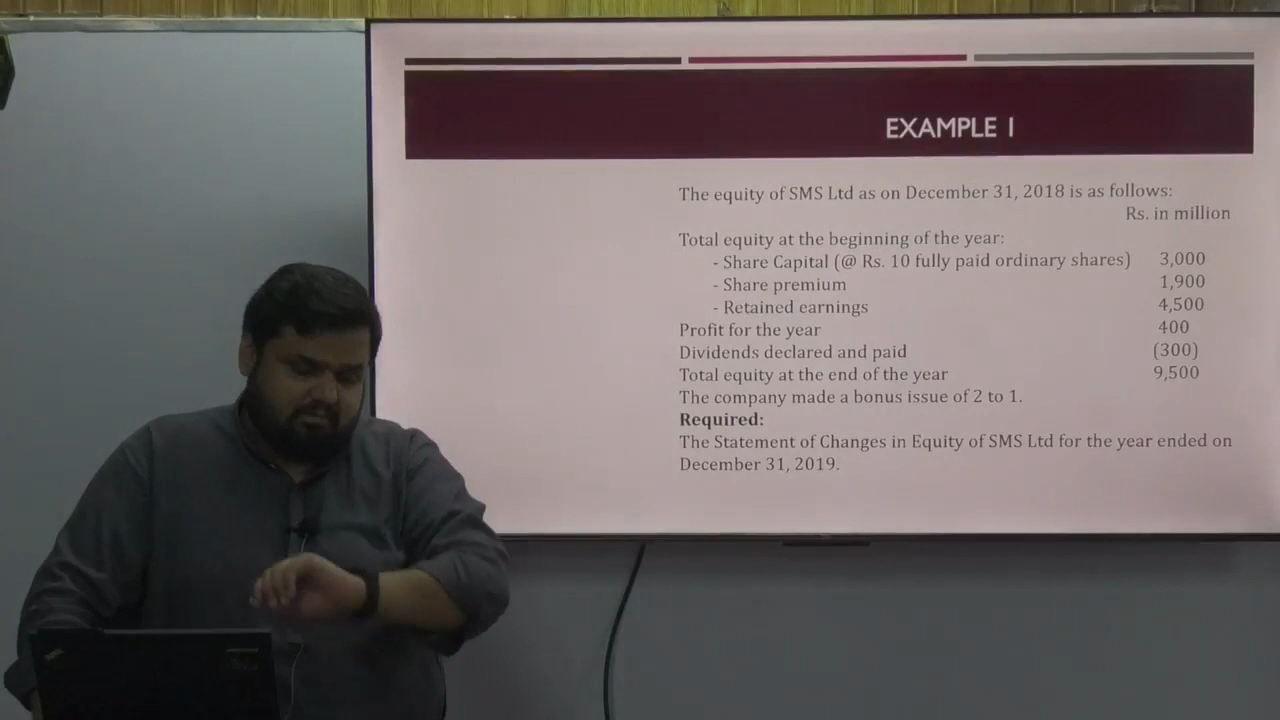 EXAMPLE 1
The equity of SMS Ltd as on December 31, 2018 is as follows:
Rs. in million
Total equity at the beginning of the year:
- Share Capital (@ Rs. 10 fully paid ordinary shares) 3,000
- Share premium 1,900
- Retained earnings 4,500
Profit for the year 400
Dividends declared and paid (300)
Total equity at the end of the year 9,500
The company made a bonus issue of 2 to 1.
Required:
The Statement of Changes in Equity of SMS Ltd for the year ended on
December 31, 2019.